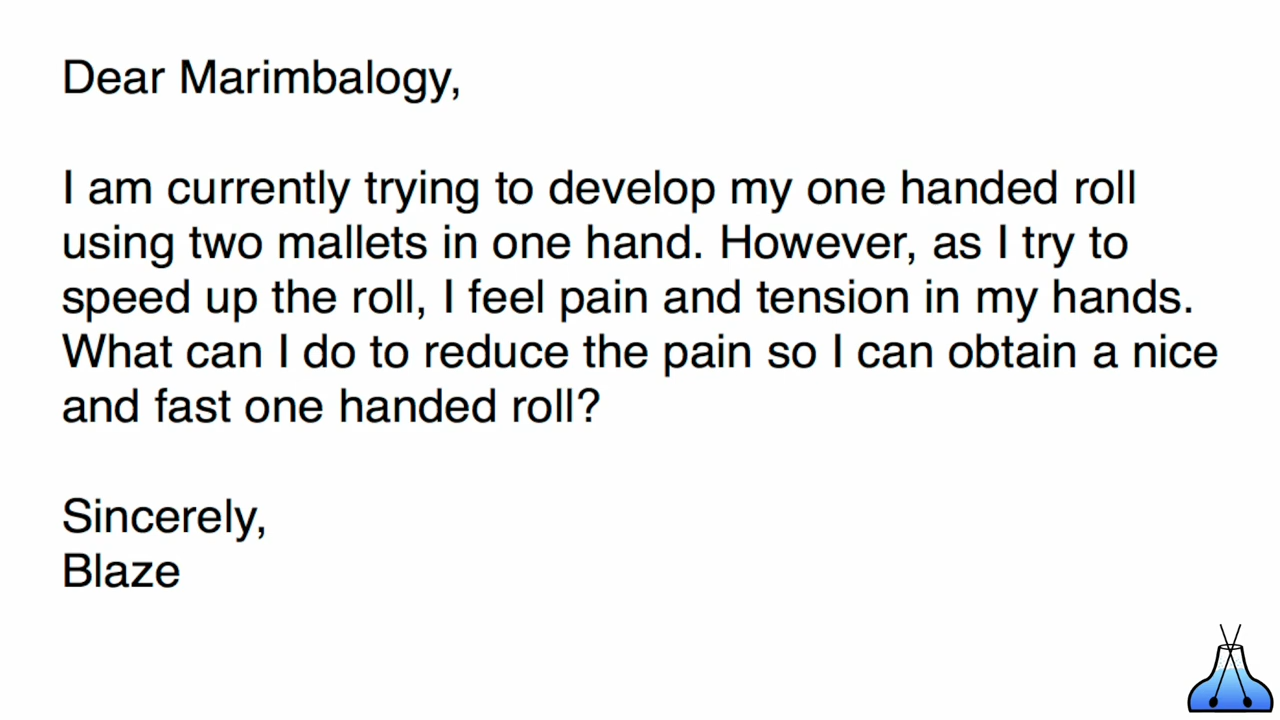 Dear Marimbalogy,
I am currently trying to develop my one handed roll
using two mallets in one hand. However, as I try to
speed up the roll, I feel pain and tension in my hands.
What can I do to reduce the pain so I can obtain a nice
and fast one handed roll?
Sincerely,
Blaze